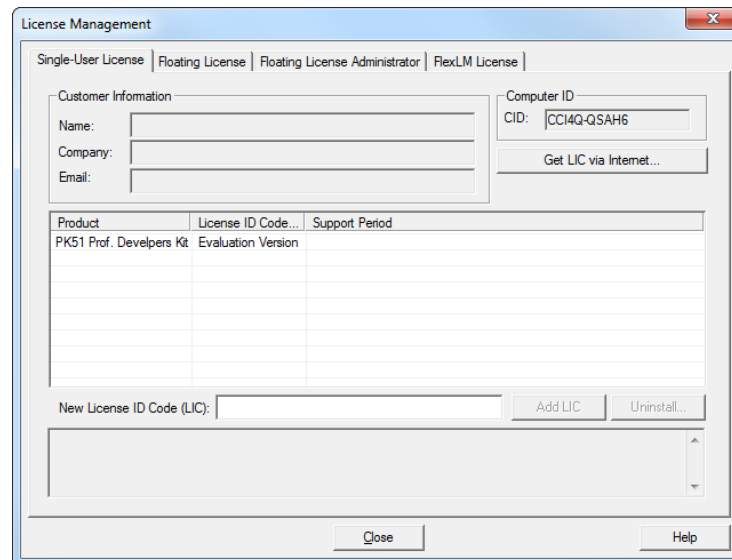 License Management
Single-User License Floating License Floating License Administrator FlexLM License
Customer Information
Name:
Company:
Email:
Computer ID
CID: CCI4Q-QSAH6
Get LIC via Internet...
Product License ID Code... Support Period
PK51 Prof. Develpers Kit Evaluation Version
New License ID Code (LIC): Add LIC Uninstall...
Close Help